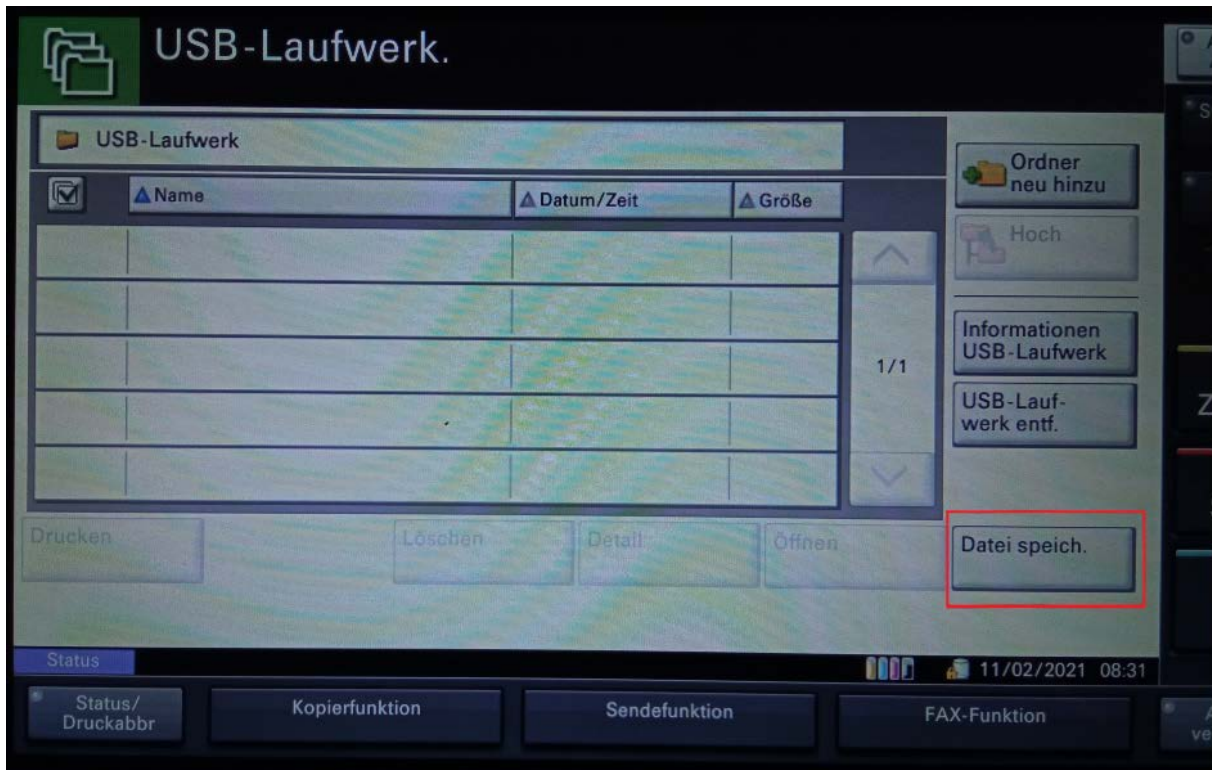 USB-Laufwerk.
USB-Laufwerk
Name
Datum/Zeit
Größe
1/1
Ordner
neu hinzu
Hoch
Informationen
USB-Laufwerk
USB-Lauf-
werk entf.
Drucken
Löschen
Detail
Öffnen
Datei speich.
Status
11/02/2021 08:31
Status/
Druckabbr
Kopierfunktion
Sendefunktion
FAX-Funktion